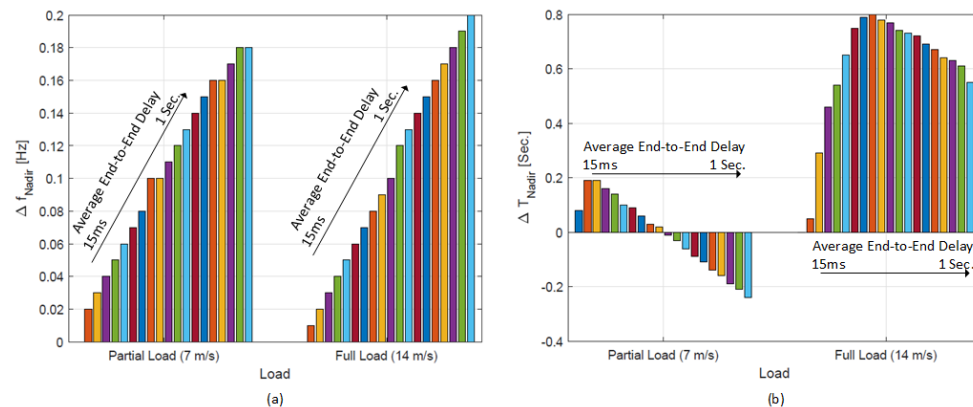 0.2
0.18
0.16
0.14
0.12
0.1
0.08
0.06
0.04
0.02
0
Δ f_Nadir [Hz]
Average End-to-End Delay
15ms
1 Sec.
Average End-to-End Delay
15ms
1 Sec.
Partial Load (7 m/s)
Full Load (14 m/s)
Load
(a)
0.8
0.6
0.4
0.2
0
-0.2
-0.4
Δ T_Nadir [Sec.]
Average End-to-End Delay
15ms 1 Sec.
Average End-to-End Delay
15ms 1 Sec.
Partial Load (7 m/s)
Full Load (14 m/s)
Load
(b)